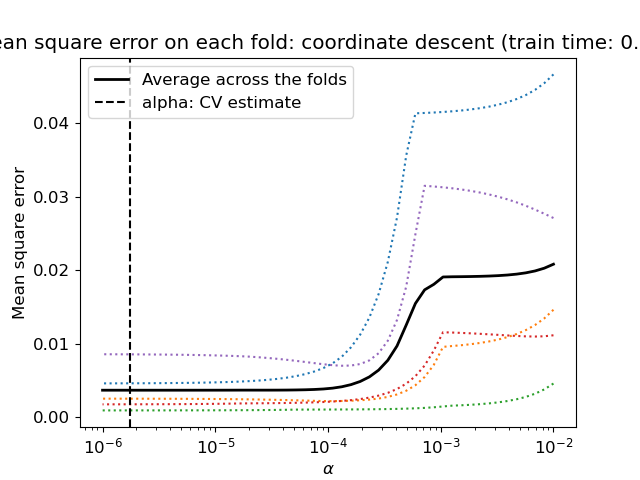 ean square error on each fold: coordinate descent (train time: 0.
Average across the folds
alpha: CV estimate
0.04
0.03
0.02
0.01
0.00
Mean square error
10⁻⁶ 10⁻⁵ 10⁻⁴ 10⁻³ 10⁻²
α